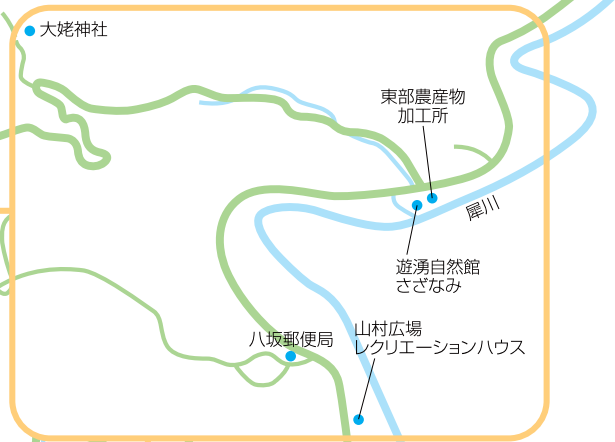 大姥神社
東部農産物
加工所
犀川
遊湧自然館
さざなみ
八坂郵便局
山村広場
レクリエーションハウス